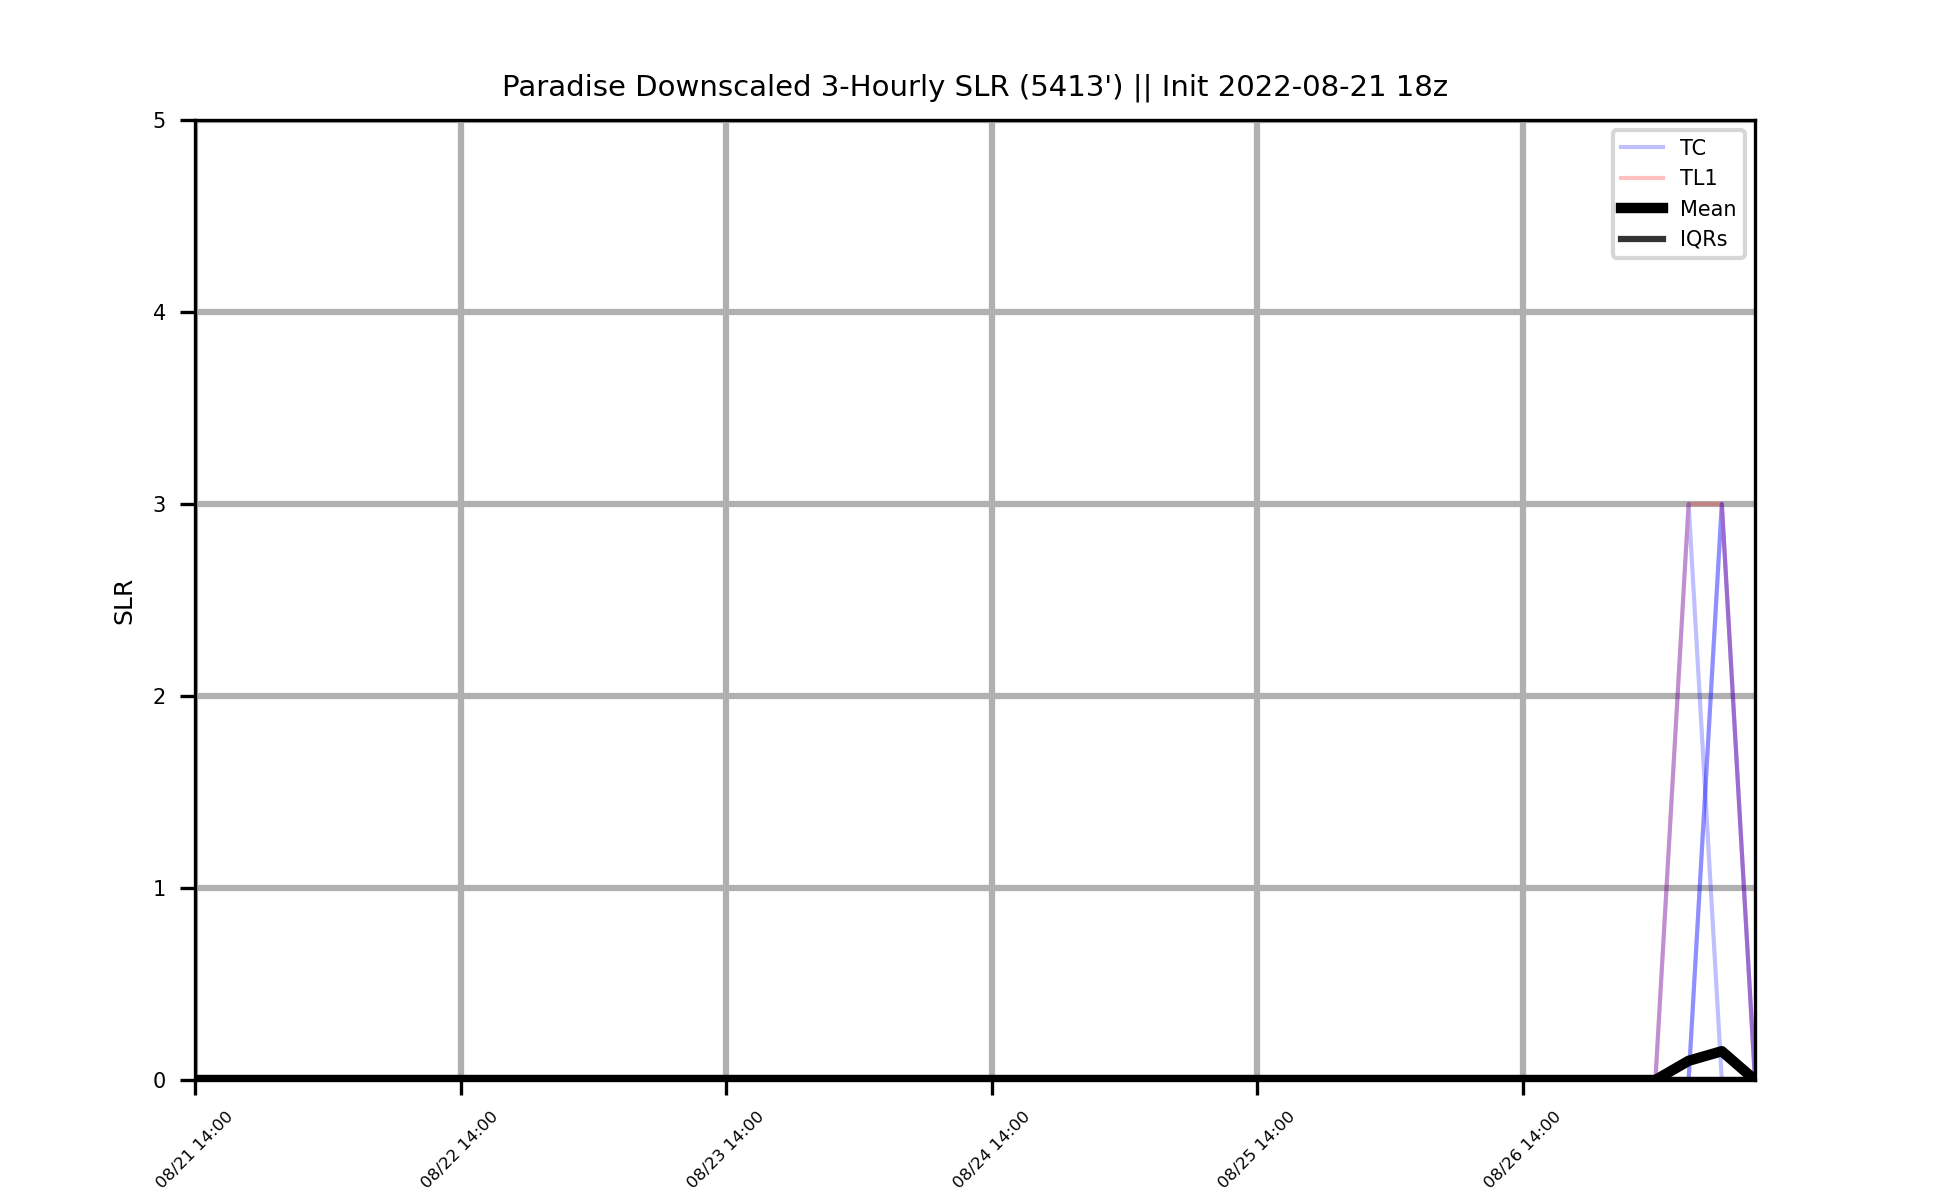 Paradise Downscaled 3-Hourly SLR (5413') || Init 2022-08-21 18z
TC
TL1
Mean
IQRs
SLR
5
4
3
2
1
0
08/21 14:00
08/22 14:00
08/23 14:00
08/24 14:00
08/25 14:00
08/26 14:00